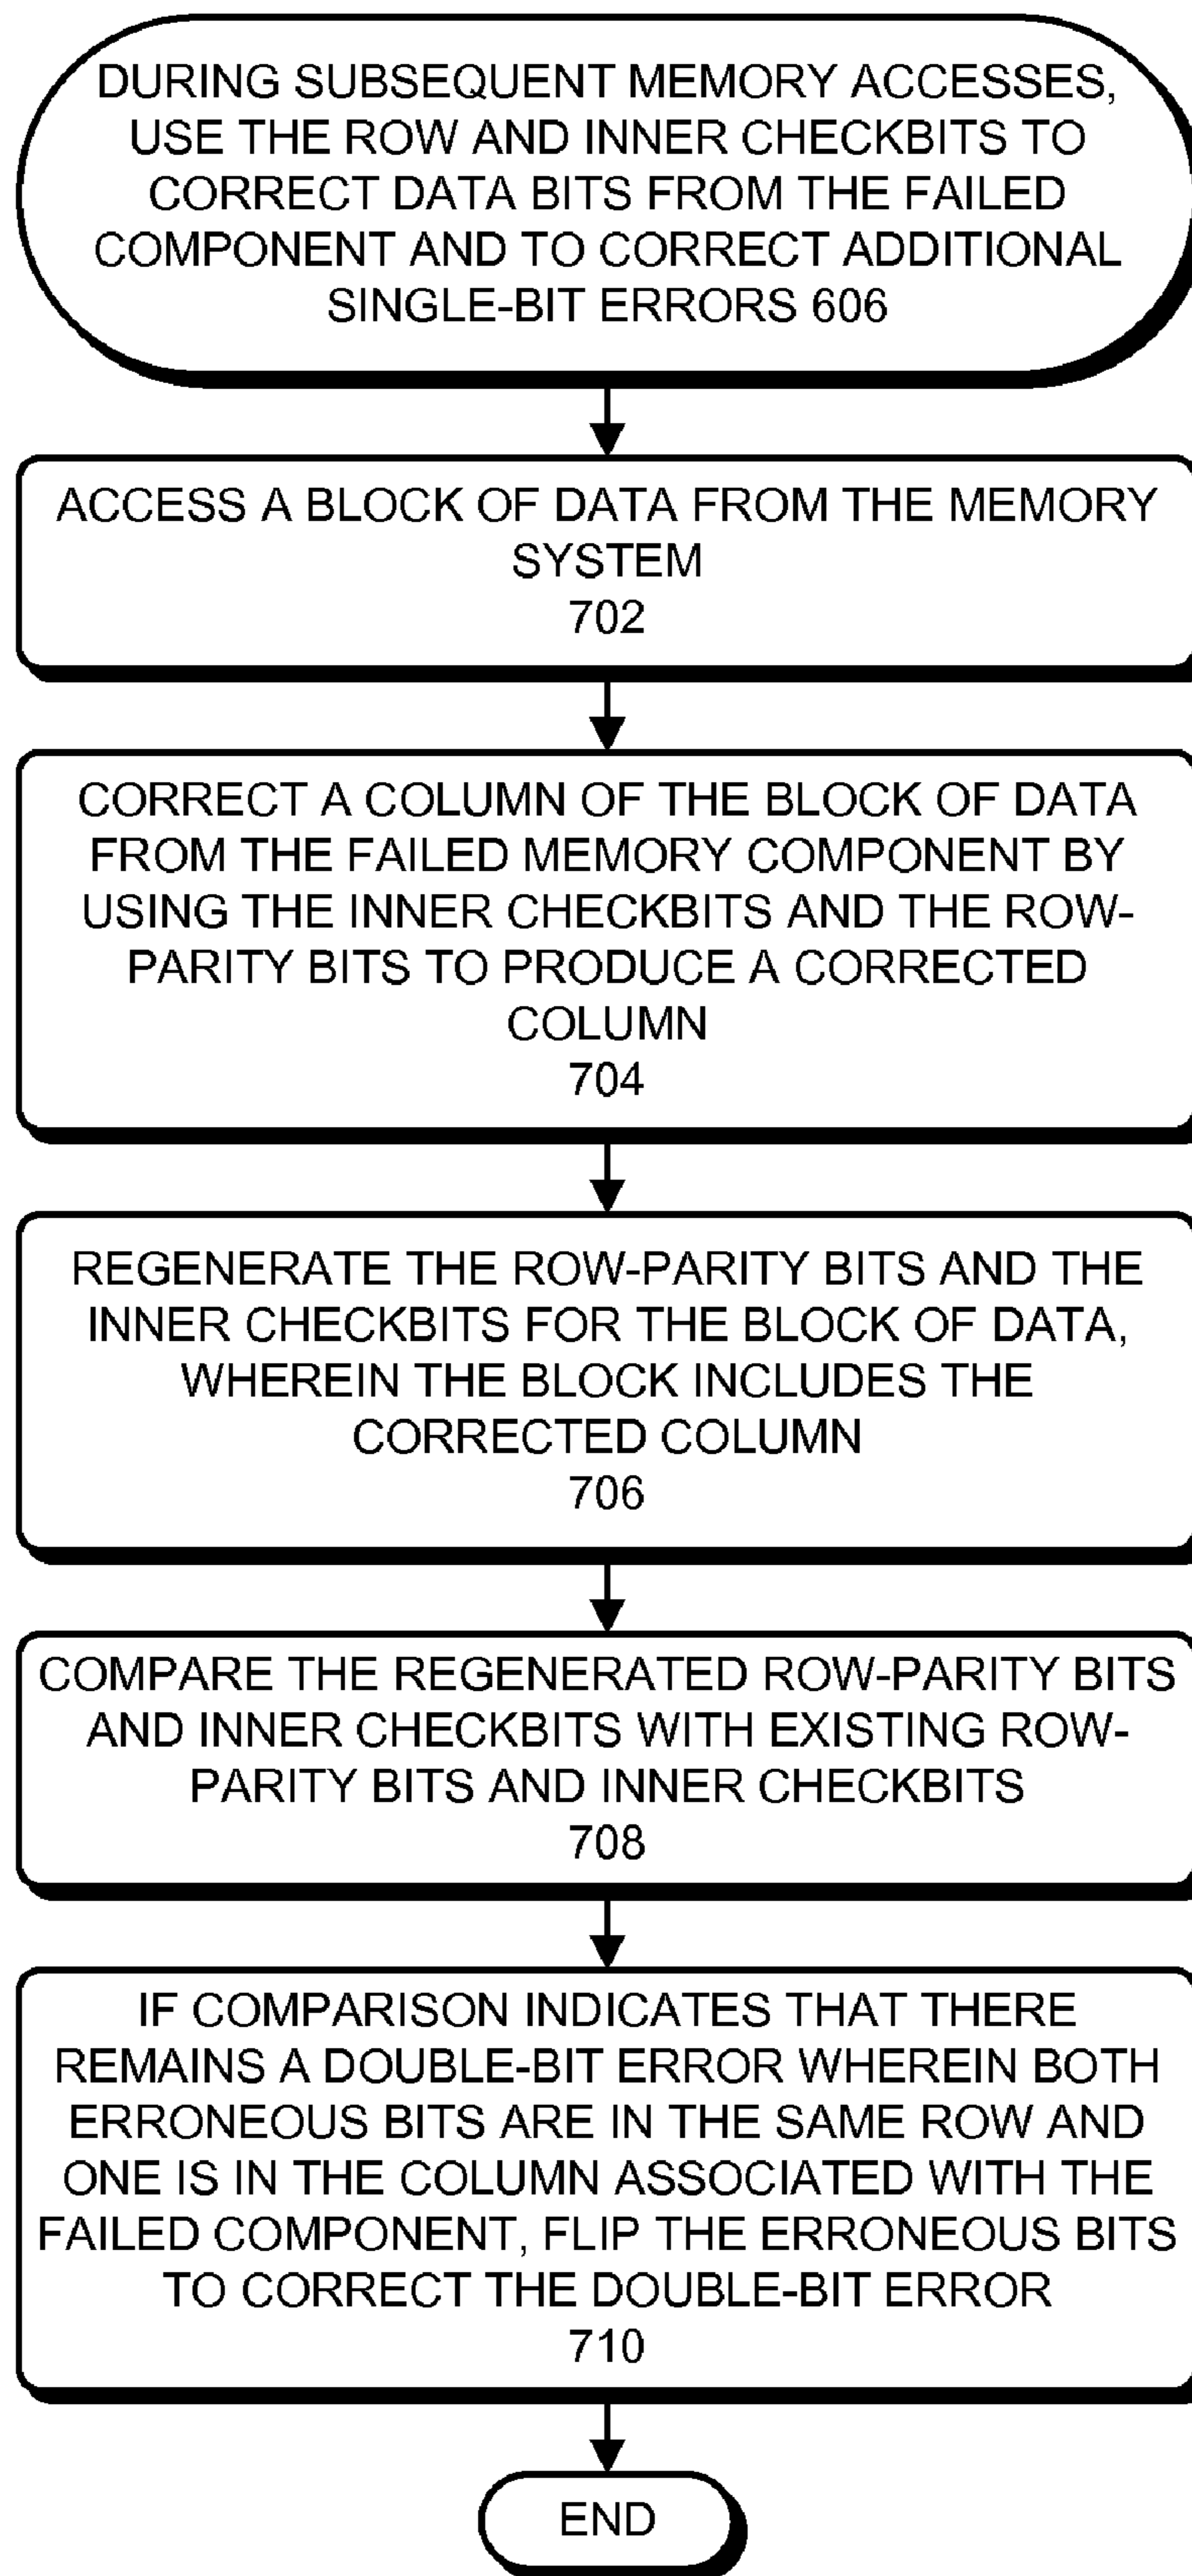 DURING SUBSEQUENT MEMORY ACCESSES,
USE THE ROW AND INNER CHECKBITS TO
CORRECT DATA BITS FROM THE FAILED
COMPONENT AND TO CORRECT ADDITIONAL
SINGLE-BIT ERRORS 606
ACCESS A BLOCK OF DATA FROM THE MEMORY
SYSTEM
702
CORRECT A COLUMN OF THE BLOCK OF DATA
FROM THE FAILED MEMORY COMPONENT BY
USING THE INNER CHECKBITS AND THE ROW-
PARITY BITS TO PRODUCE A CORRECTED
COLUMN
704
REGENERATE THE ROW-PARITY BITS AND THE
INNER CHECKBITS FOR THE BLOCK OF DATA,
WHEREIN THE BLOCK INCLUDES THE
CORRECTED COLUMN
706
COMPARE THE REGENERATED ROW-PARITY BITS
AND INNER CHECKBITS WITH EXISTING ROW-
PARITY BITS AND INNER CHECKBITS
708
IF COMPARISON INDICATES THAT THERE
REMAINS A DOUBLE-BIT ERROR WHEREIN BOTH
ERRONEOUS BITS ARE IN THE SAME ROW AND
ONE IS IN THE COLUMN ASSOCIATED WITH THE
FAILED COMPONENT, FLIP THE ERRONEOUS BITS
TO CORRECT THE DOUBLE-BIT ERROR
710
END